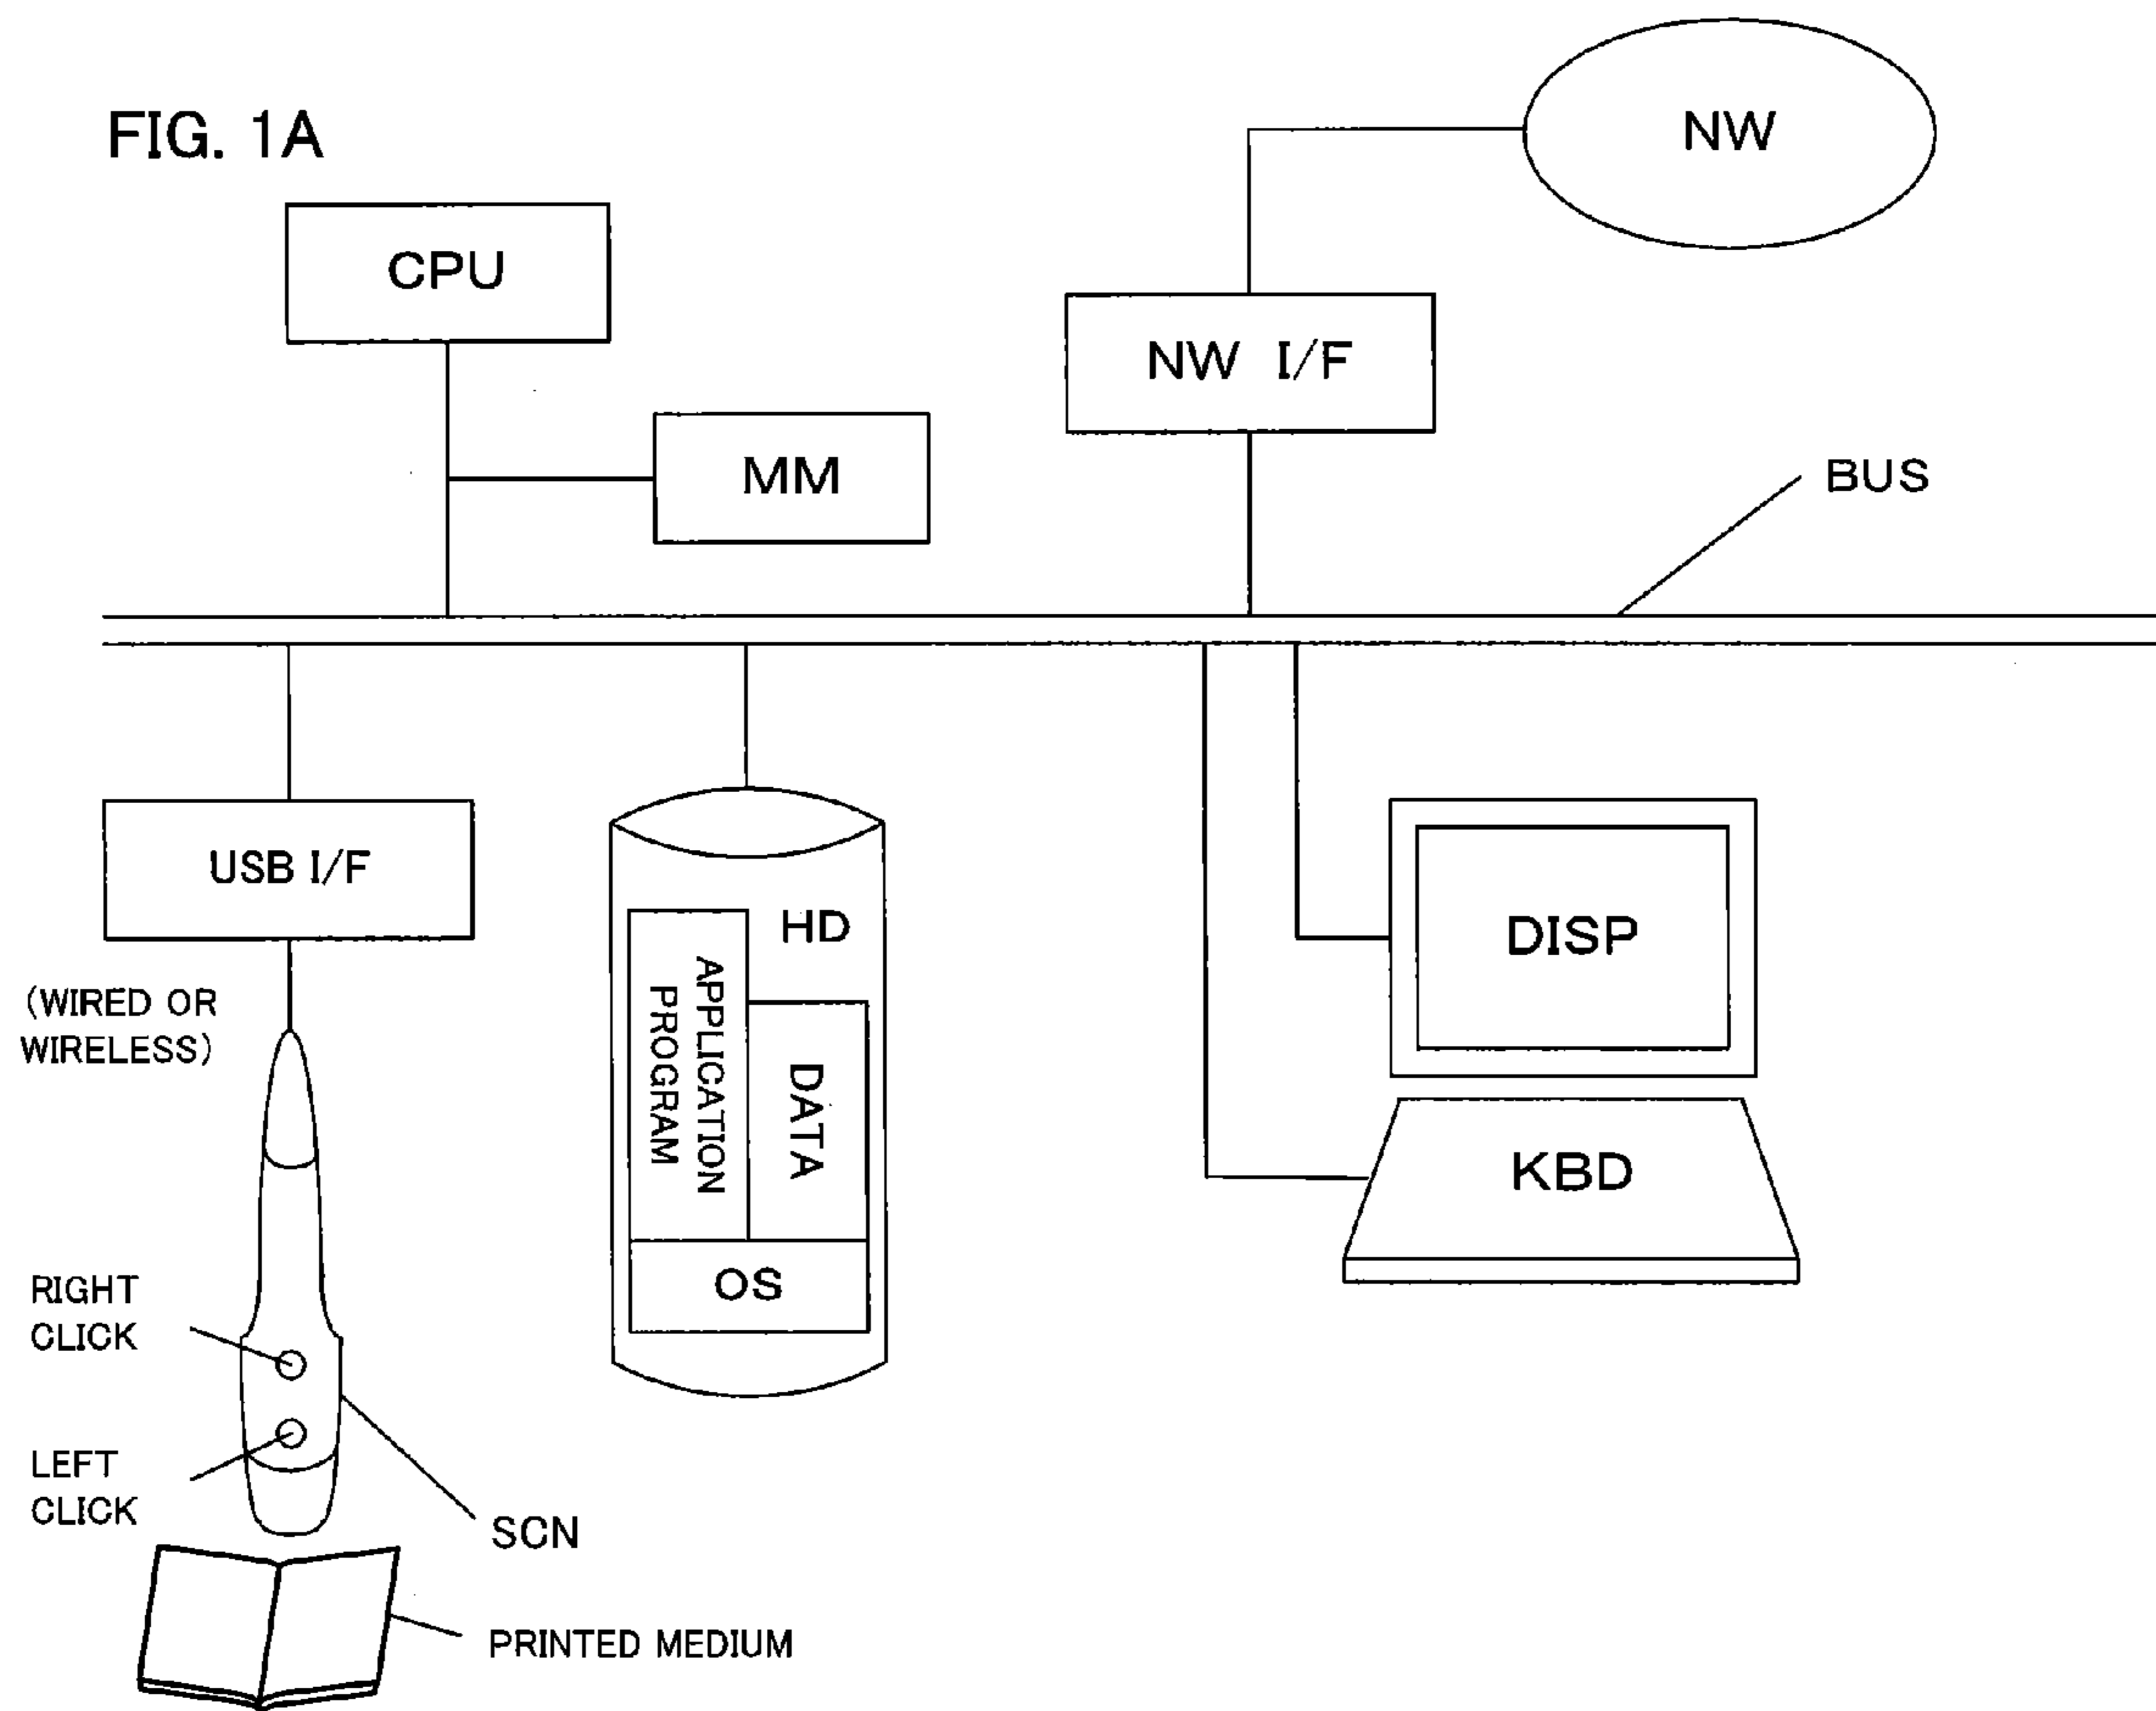 FIG. 1A
NW
CPU
NW I/F
MM
BUS
USB I/F
HD
DISP
APPLICATION
PROGRAM
DATA
(WIRED OR
WIRELESS)
KBD
OS
RIGHT
CLICK
LEFT
CLICK
SCN
PRINTED MEDIUM